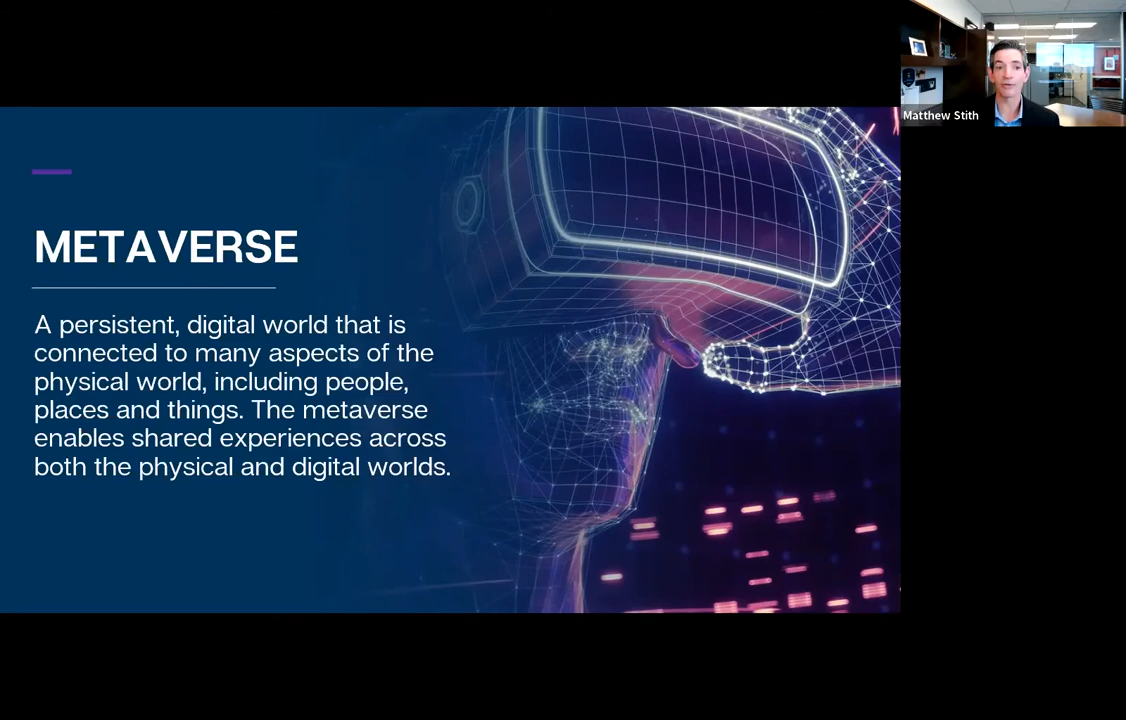 METAVERSE
A persistent, digital world that is
connected to many aspects of the
physical world, including people,
places and things. The metaverse
enables shared experiences across
both the physical and digital worlds.
Matthew Stith